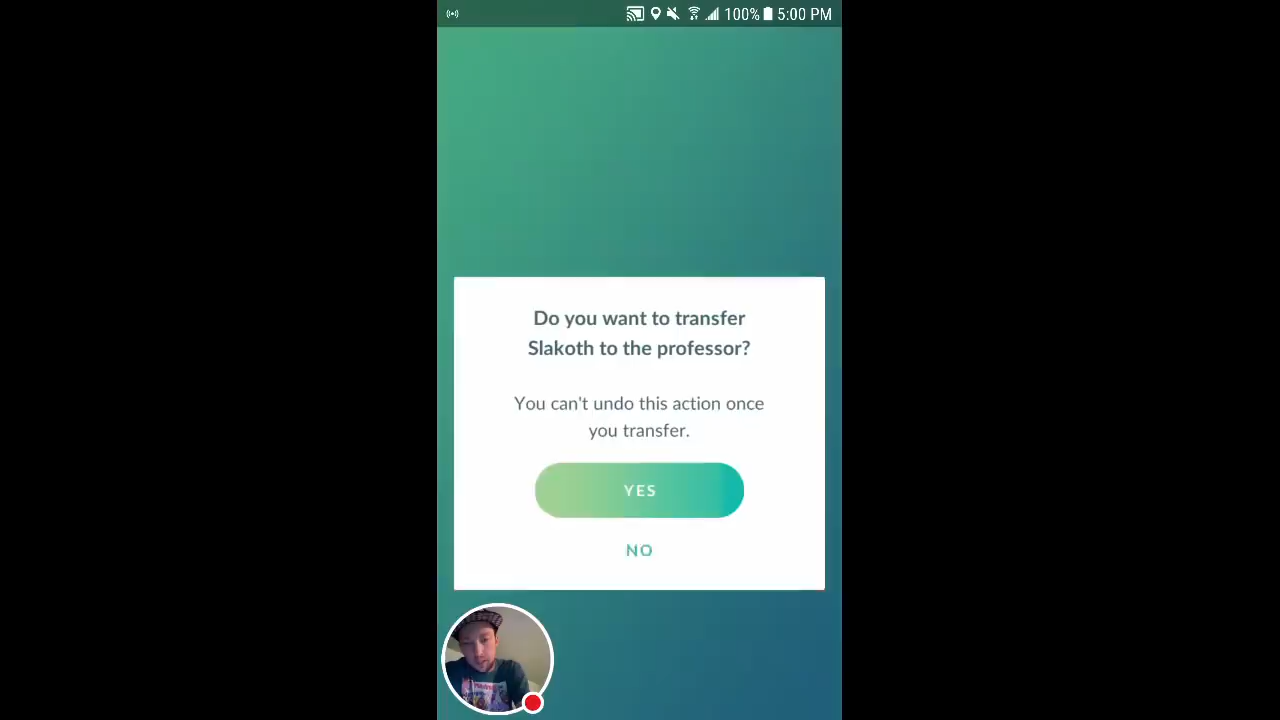 100% 5:00 PM
Do you want to transfer
Slakoth to the professor?
You can't undo this action once
you transfer.
YES
NO